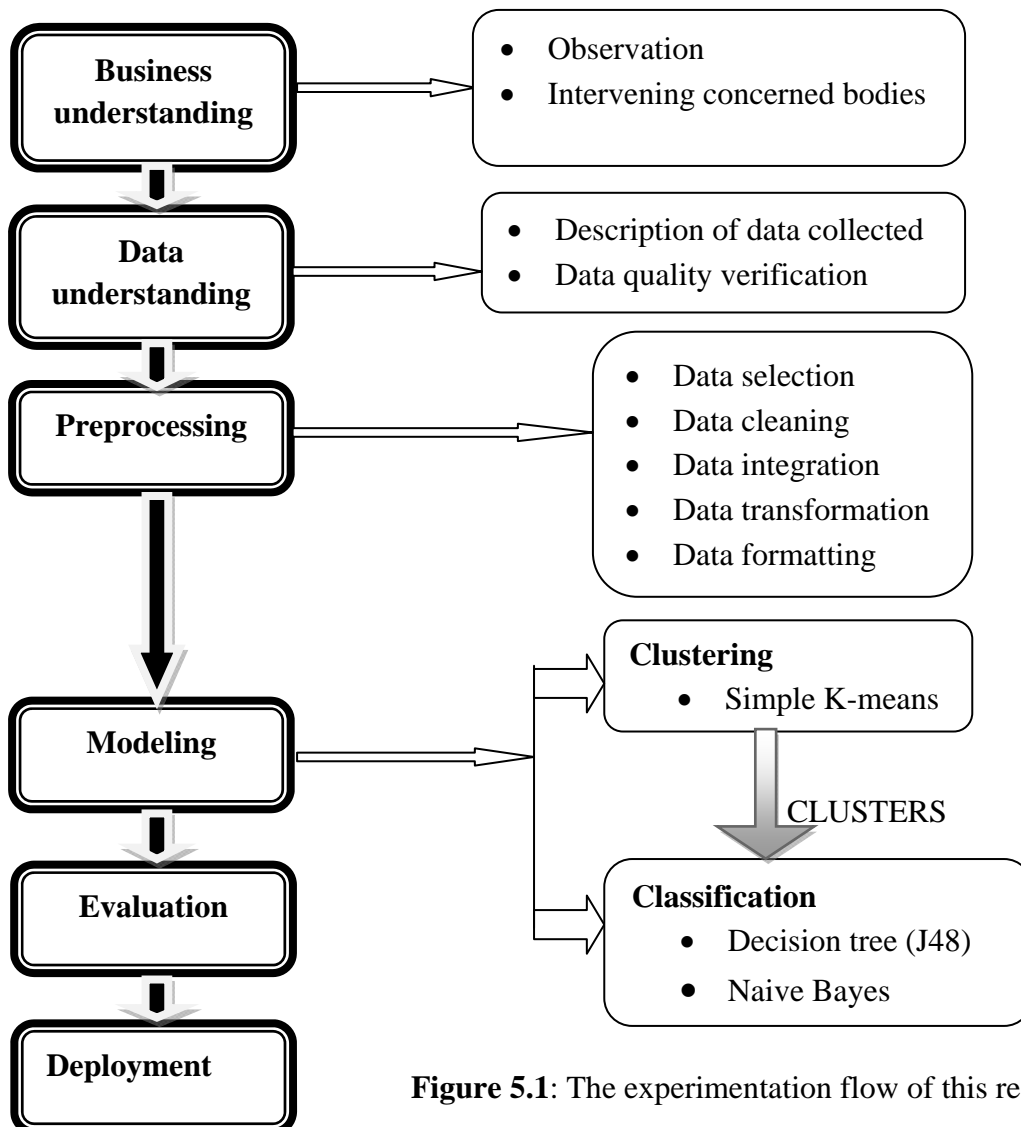 Business
understanding
• Observation
• Intervening concerned bodies
Data
understanding
• Description of data collected
• Data quality verification
Preprocessing
• Data selection
• Data cleaning
• Data integration
• Data transformation
• Data formatting
Modeling
Clustering
• Simple K-means
CLUSTERS
Classification
• Decision tree (J48)
• Naive Bayes
Evaluation
Deployment
Figure 5.1: The experimentation flow of this re